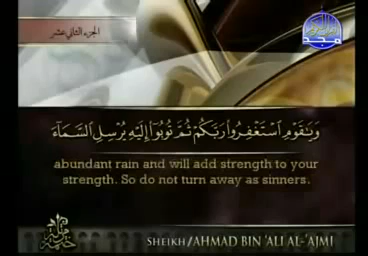 الجزء الثاني عشر
المجد
وَيَٰقَوْمِ ٱسْتَغْفِرُوا۟ رَبَّكُمْ ثُمَّ تُوبُوٓا۟ إِلَيْهِ يُرْسِلِ ٱلسَّمَآءَ
abundant rain and will add strength to your
strength. So do not turn away as sinners.
SHEIKH/AHMAD BIN 'ALI AL-'AJMI